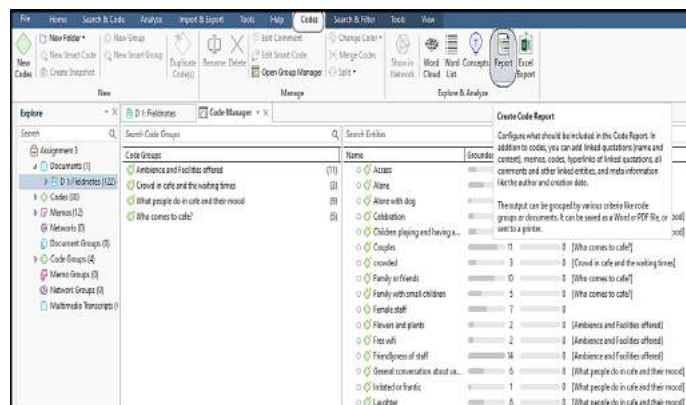 File Home Search & Code Analyze Import & Export Tools Help Codes Search & Filter Tools View
New Codes
New Folder
New Smart Code
Create Snapshot
New Group
New Smart Group
Duplicate Code(s)
Rename Delete
Edit Comment
Edit Smart Code
Open Group Manager
Change Color
Merge Codes
Split
Show in Network
Word Cloud
Word List
Concepts
Report
Excel Export
New Manage Explore & Analyze
Explore
D 1: Fieldnotes
Code Manager
Search
Search Code Groups
Search Entities
Assignment 3
Documents (1)
D 1: Fieldnotes (122)
Codes (30)
Memos (12)
Networks (0)
Document Groups (0)
Code Groups (4)
Memo Groups (0)
Network Groups (0)
Multimedia Transcripts (
Code Groups
Ambience and Facilities offered (11)
Crowd in cafe and the waiting times (3)
What people do in cafe and their mood (9)
Who comes to cafe? (5)
Name Grounded
Access
Alone
Alone with dog
Celebration
Children playing and having a...
Couples 11 0 [Who comes to cafe?]
crowded 3 0 [Crowd in cafe and the waiting times]
Family or friends 10 0 [Who comes to cafe?]
Family with small children 5 0 [Who comes to cafe?]
Female staff 7 0
Flowers and plants 2 0 [Ambience and Facilities offered]
Free wifi 2 0 [Ambience and Facilities offered]
Friendlyness of staff 14 0 [Ambience and Facilities offered]
General conversation about va... 6 0 [What people do in cafe and their mood]
Irritated or frantic 1 0 [What people do in cafe and their mood]
Laughter 6 0 [What people do in cafe and their mood]
Create Code Report
Configure what should be included in the Code Report. In
addition to codes, you can add linked quotations (name and
content), memos, codes, hyperlinks of linked quotations, all
comments and other linked entities, and meta information
like the author and creation date.
The output can be grouped by various criteria like code
groups or documents. It can be saved as a Word or PDF file, or
sent to a printer.